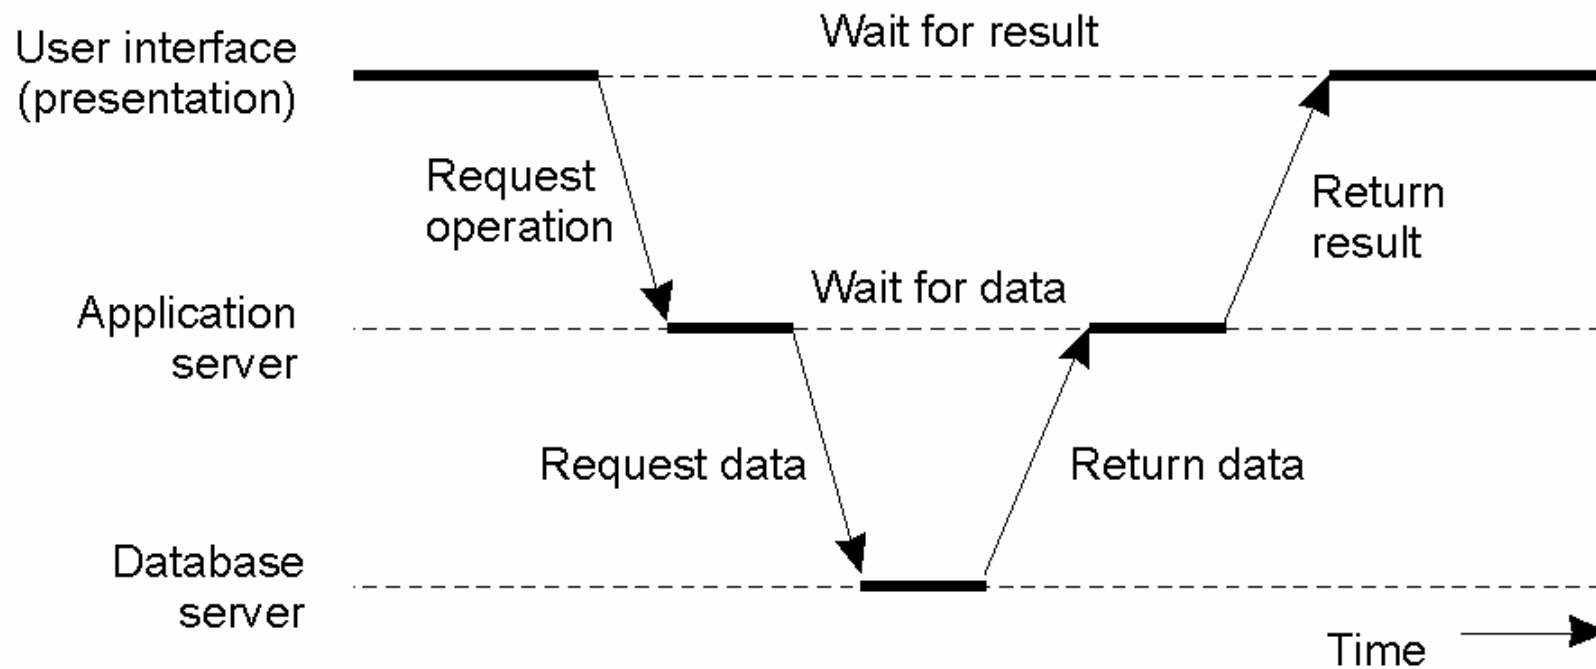 User interface
(presentation)
Wait for result
Request
operation
Return
result
Application
server
Wait for data
Request data
Return data
Database
server
Time